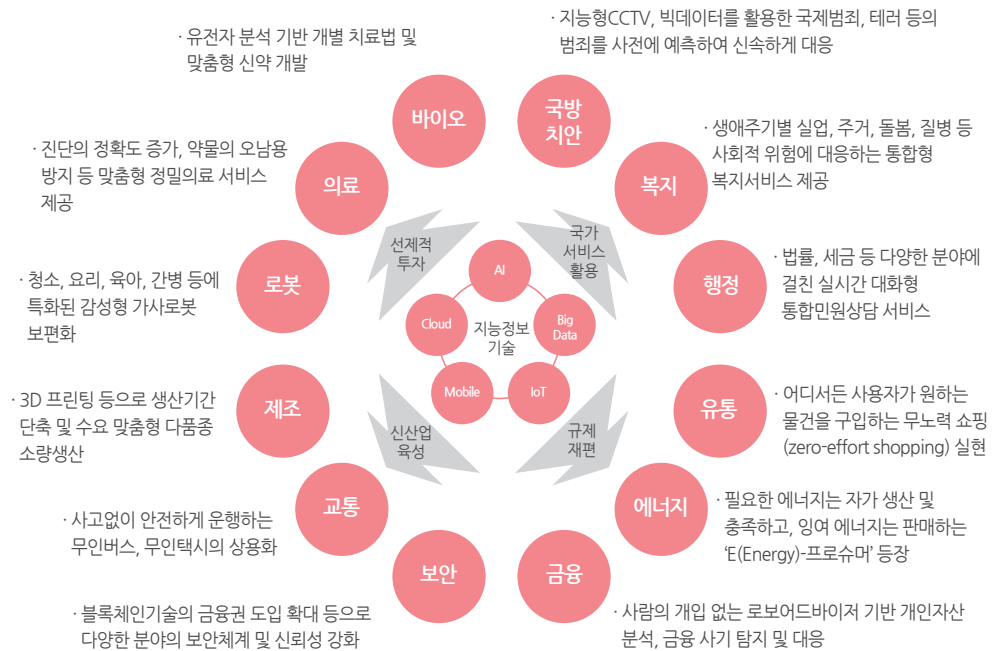 · 지능형CCTV, 빅데이터를 활용한 국제범죄, 테러 등의
범죄를 사전에 예측하여 신속하게 대응
· 유전자 분석 기반 개별 치료법 및
맞춤형 신약 개발
바이오
국방
치안
· 생애주기별 실업, 주거, 돌봄, 질병 등
사회적 위험에 대응하는 통합형
복지서비스 제공
· 진단의 정확도 증가, 약물의 오남용
방지 등 맞춤형 정밀의료 서비스
제공
의료
복지
선제적
투자
국가
서비스
활용
· 청소, 요리, 육아, 간병 등에
특화된 감성형 가사로봇
보편화
로봇
행정
· 법률, 세금 등 다양한 분야에
걸친 실시간 대화형
통합민원상담 서비스
AI
Cloud
지능정보
기술
Big
Data
Mobile
IoT
· 3D 프린팅 등으로 생산기간
단축 및 수요 맞춤형 다품종
소량생산
제조
유통
· 어디서든 사용자가 원하는
물건을 구입하는 무노력 쇼핑
(zero-effort shopping) 실현
신산업
육성
규제
재편
· 사고없이 안전하게 운행하는
무인버스, 무인택시의 상용화
교통
에너지
· 필요한 에너지는 자가 생산 및
충족하고, 잉여 에너지는 판매하는
‘E(Energy)-프로슈머’ 등장
보안
금융
· 블록체인기술의 금융권 도입 확대 등으로
다양한 분야의 보안체계 및 신뢰성 강화
· 사람의 개입 없는 로보어드바이저 기반 개인자산
분석, 금융 사기 탐지 및 대응